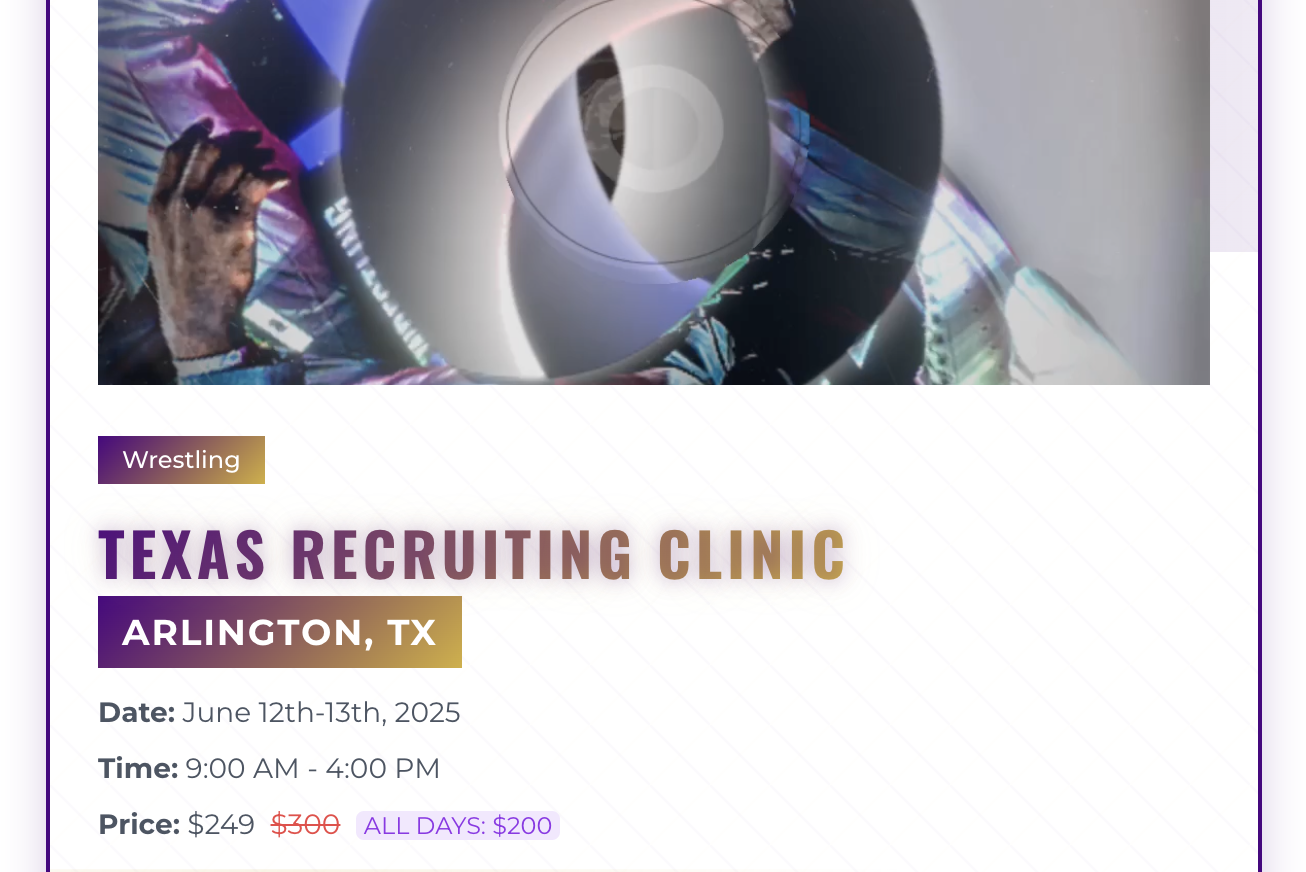 Wrestling
TEXAS RECRUITING CLINIC
ARLINGTON, TX
Date: June 12th-13th, 2025
Time: 9:00 AM - 4:00 PM
Price: $249 $300 ALL DAYS: $200